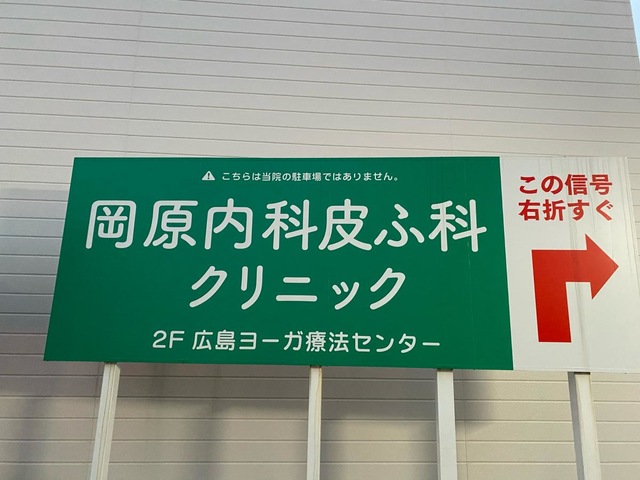 ⚠ こちらは当院の駐車場ではありません。
岡原内科皮ふ科
クリニック
2F 広島ヨーガ療法センター
この信号
右折すぐ